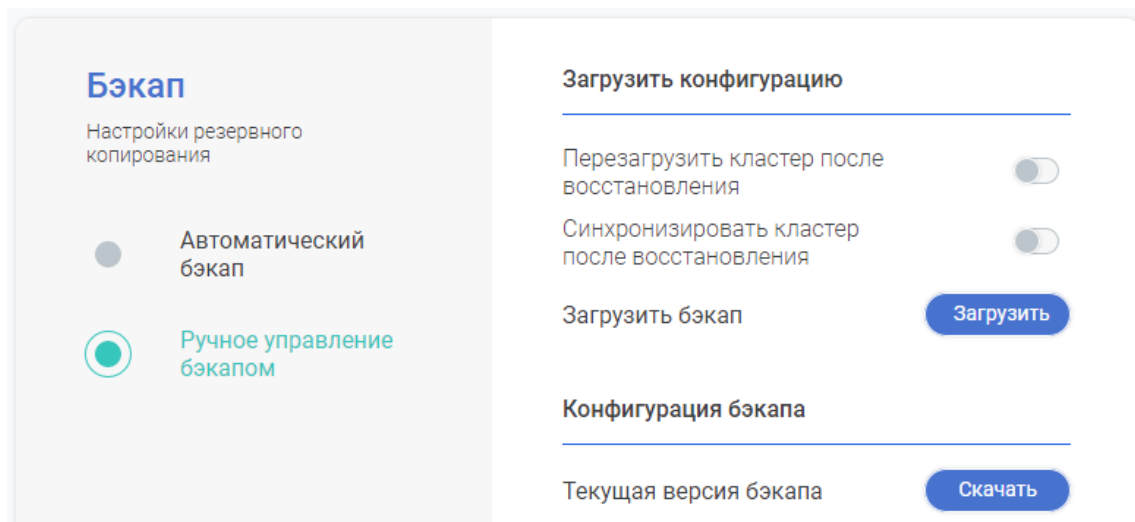 Бэкап
Настройки резервного
копирования
Автоматический
бэкап
Ручное управление
бэкапом
Загрузить конфигурацию
Перезагрузить кластер после
восстановления
Синхронизировать кластер
после восстановления
Загрузить бэкап
Загрузить
Конфигурация бэкапа
Текущая версия бэкапа
Скачать